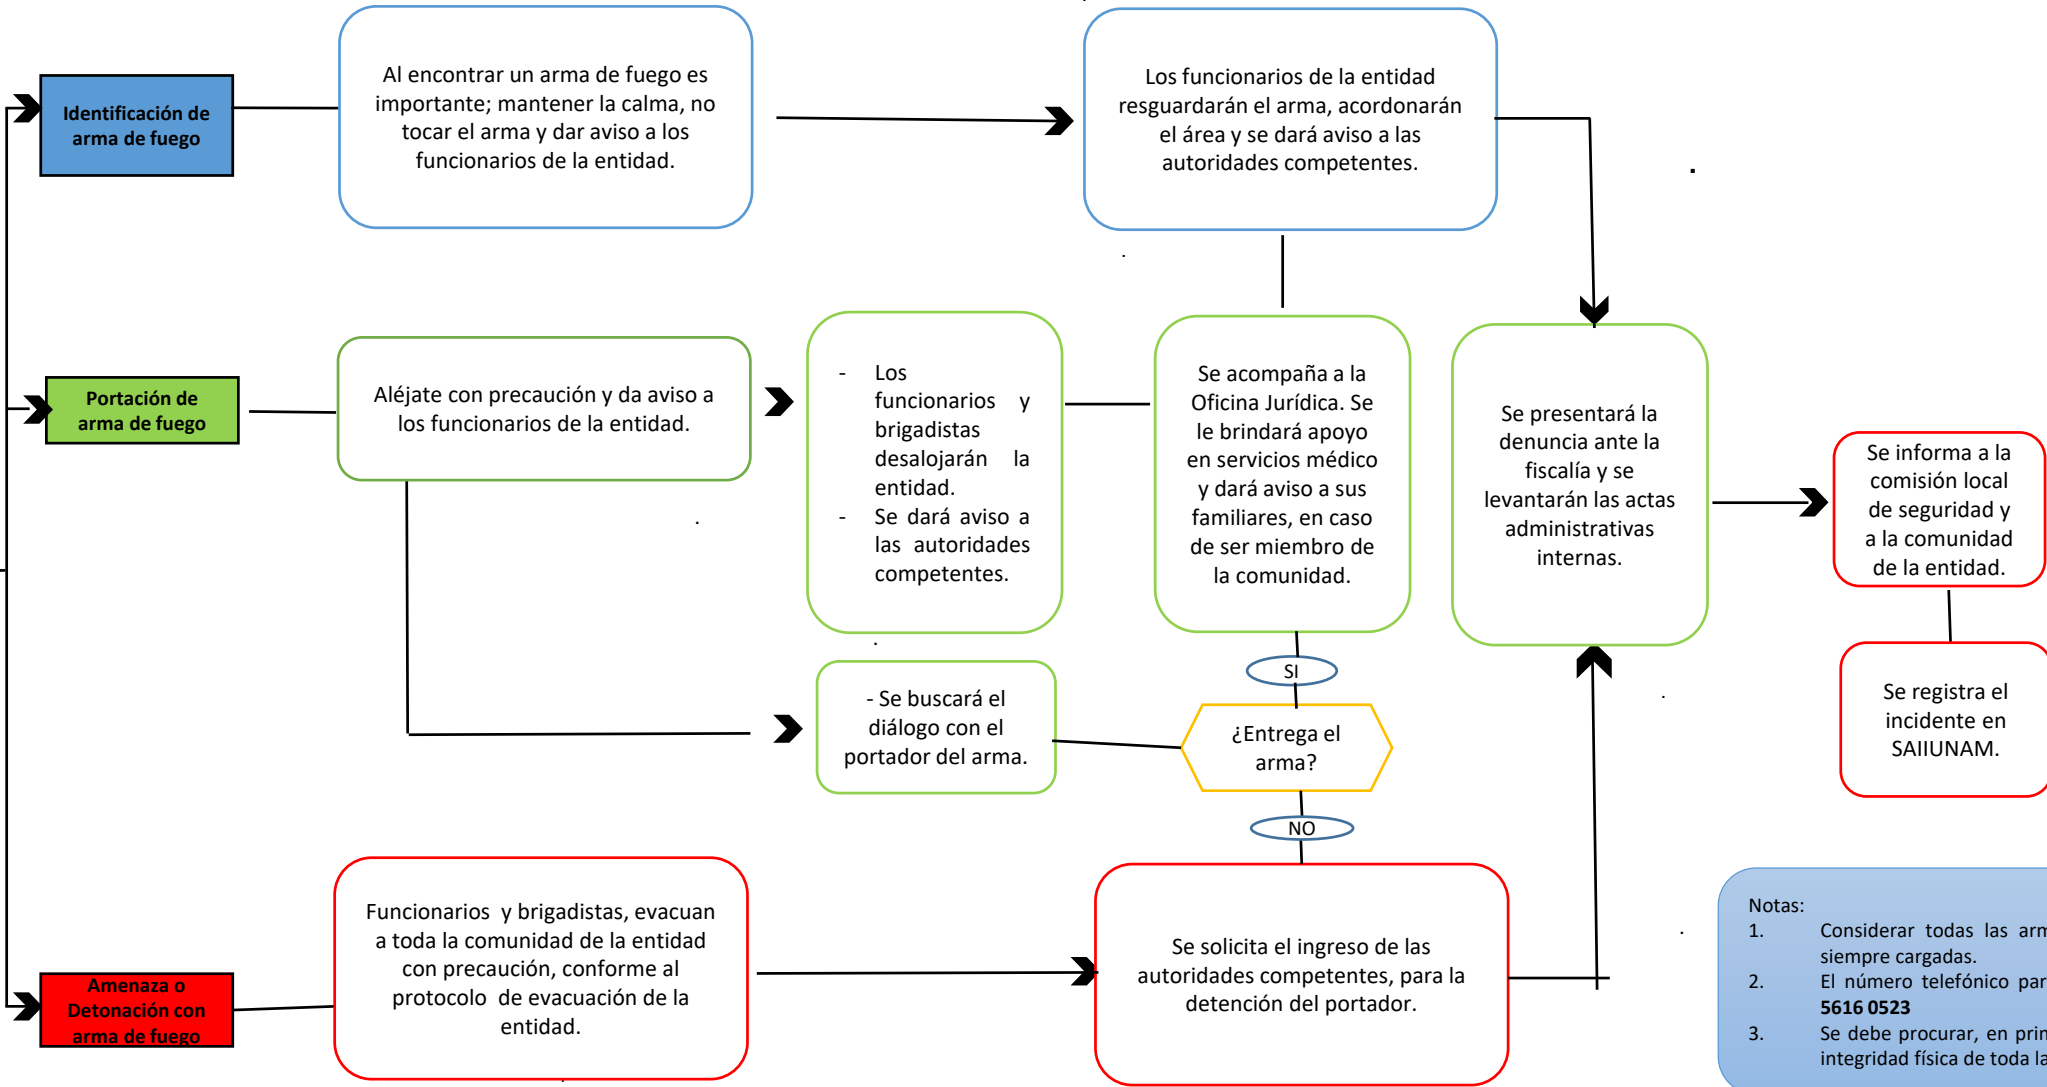 Identificación de
arma de fuego
Al encontrar un arma de fuego es
importante; mantener la calma, no
tocar el arma y dar aviso a los
funcionarios de la entidad.
Los funcionarios de la entidad
resguardarán el arma, acordonarán
el área y se dará aviso a las
autoridades competentes.
Portación de
arma de fuego
Aléjate con precaución y da aviso a
los funcionarios de la entidad.
- Los
funcionarios y
brigadistas
desalojarán la
entidad.
- Se dará aviso a
las autoridades
competentes.
Se acompaña a la
Oficina Jurídica. Se
le brindará apoyo
en servicios médico
y dará aviso a sus
familiares, en caso
de ser miembro de
la comunidad.
Se presentará la
denuncia ante la
fiscalía y se
levantarán las actas
administrativas
internas.
Se informa a la
comisión local
de seguridad y
a la comunidad
de la entidad.
SI
- Se buscará el
diálogo con el
portador del arma.
¿Entrega el
arma?
NO
Se registra el
incidente en
SAIIUNAM.
Amenaza o
Detonación con
arma de fuego
Funcionarios y brigadistas, evacuan
a toda la comunidad de la entidad
con precaución, conforme al
protocolo de evacuación de la
entidad.
Se solicita el ingreso de las
autoridades competentes, para la
detención del portador.
Notas:
1. Considerar todas las
siempre cargadas.
2. El número telefónico
5616 0523
3. Se debe procurar, en
integridad física de toda